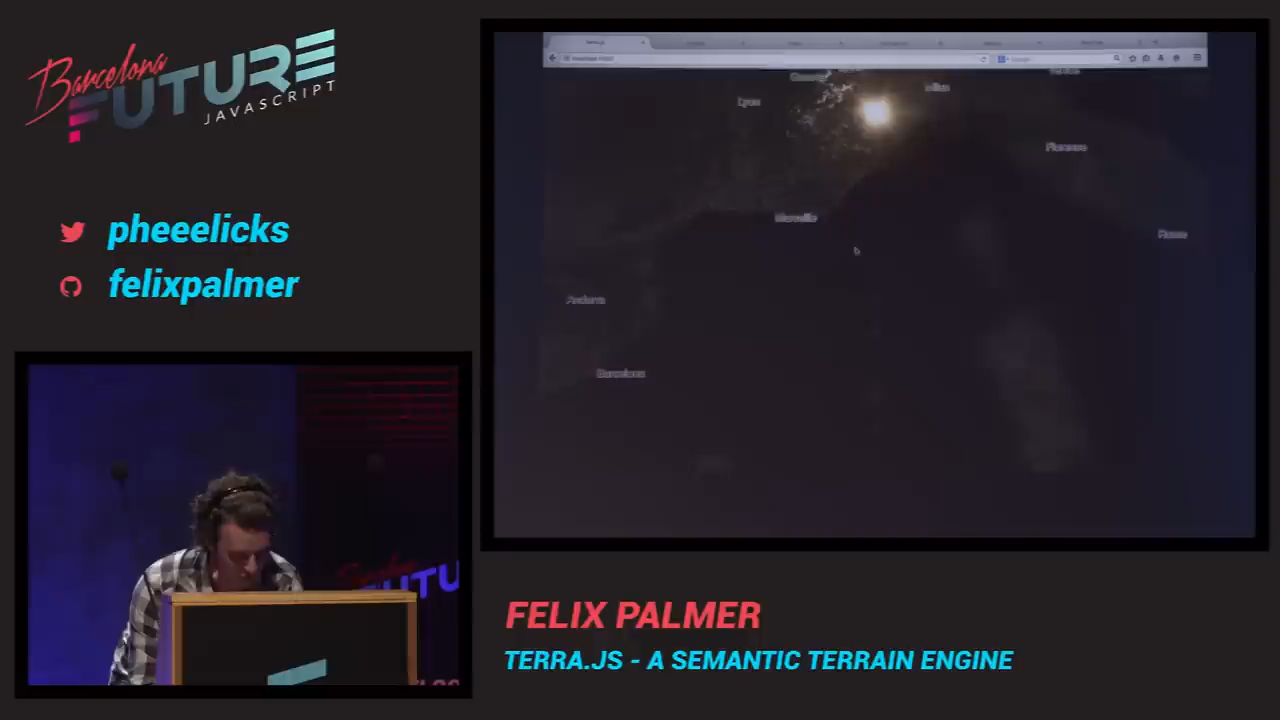 Barcelona
FUTURE
JAVASCRIPT
pheeelicks
felixpalmer
Lyon
Milan
Florence
Marseille
Rome
Andorra
Barcelona
FUTU
FELIX PALMER
TERRA.JS - A SEMANTIC TERRAIN ENGINE